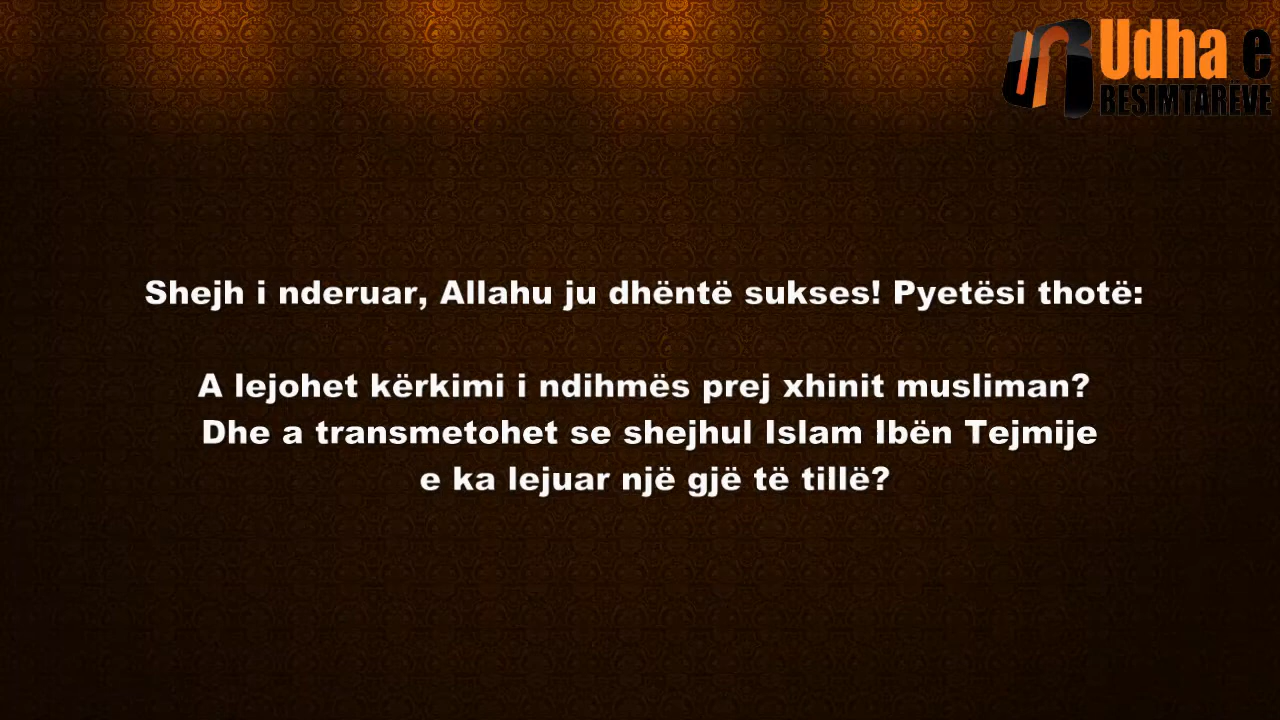 Udha e
BESIMTAREVE
Shejh i nderuar, Allahu ju dhëntë sukses! Pyetësi thotë:
A lejohet kërkimi i ndihmës prej xhinit musliman?
Dhe a transmetohet se shejhul Islam Ibën Tejmije
e ka lejuar një gjë të tillë?